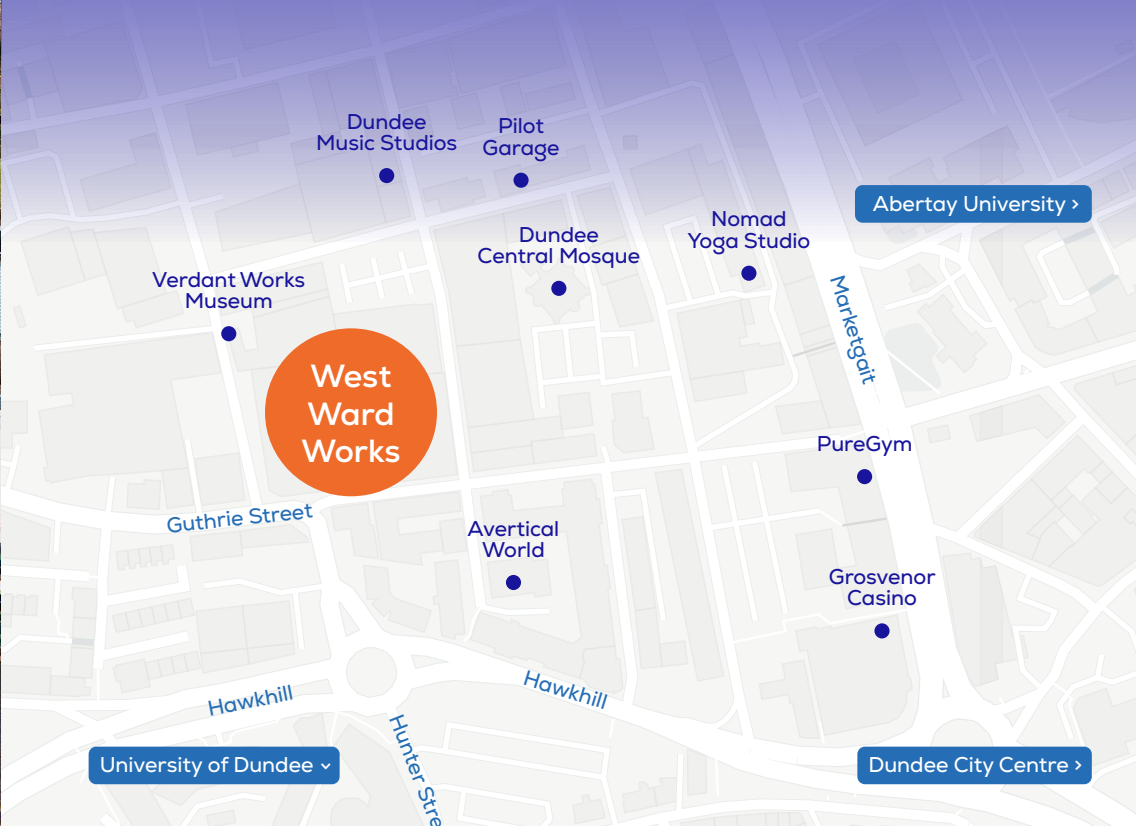 Dundee
Music Studios
Pilot
Garage
Abertay University ›
Nomad
Yoga Studio
Dundee
Central Mosque
Verdant Works
Museum
Marketgait
West
Ward
Works
PureGym
Guthrie Street
Avertical
World
Grosvenor
Casino
Hawkhill
Hawkhill
Hunter Stre
University of Dundee ⌄
Dundee City Centre ›